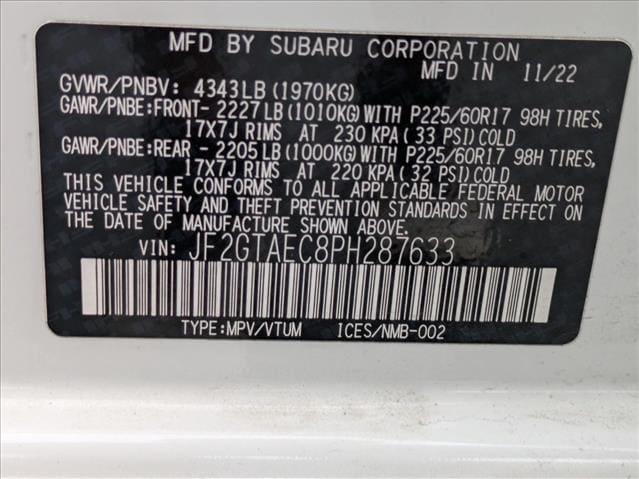 MFD BY SUBARU CORPORATION
MFD IN 11/22
GVWR/PNBV: 4343LB (1970KG)
GAWR/PNBE:FRONT- 2227LB (1010KG) WITH P225/60R17 98H TIRES,
17X7J RIMS AT 230 KPA (33 PSI) COLD
GAWR/PNBE:REAR - 2205LB (1000KG) WITH P225/60R17 98H TIRES,
17X7J RIMS AT 220 KPA (32 PSI) COLD
THIS VEHICLE CONFORMS TO ALL APPLICABLE FEDERAL MOTOR
VEHICLE SAFETY AND THEFT PREVENTION STANDARDS IN EFFECT ON
THE DATE OF MANUFACTURE SHOWN ABOVE.
VIN: JF2GTAEC8PH287633
TYPE:MPV/VTUM ICES/NMB-002